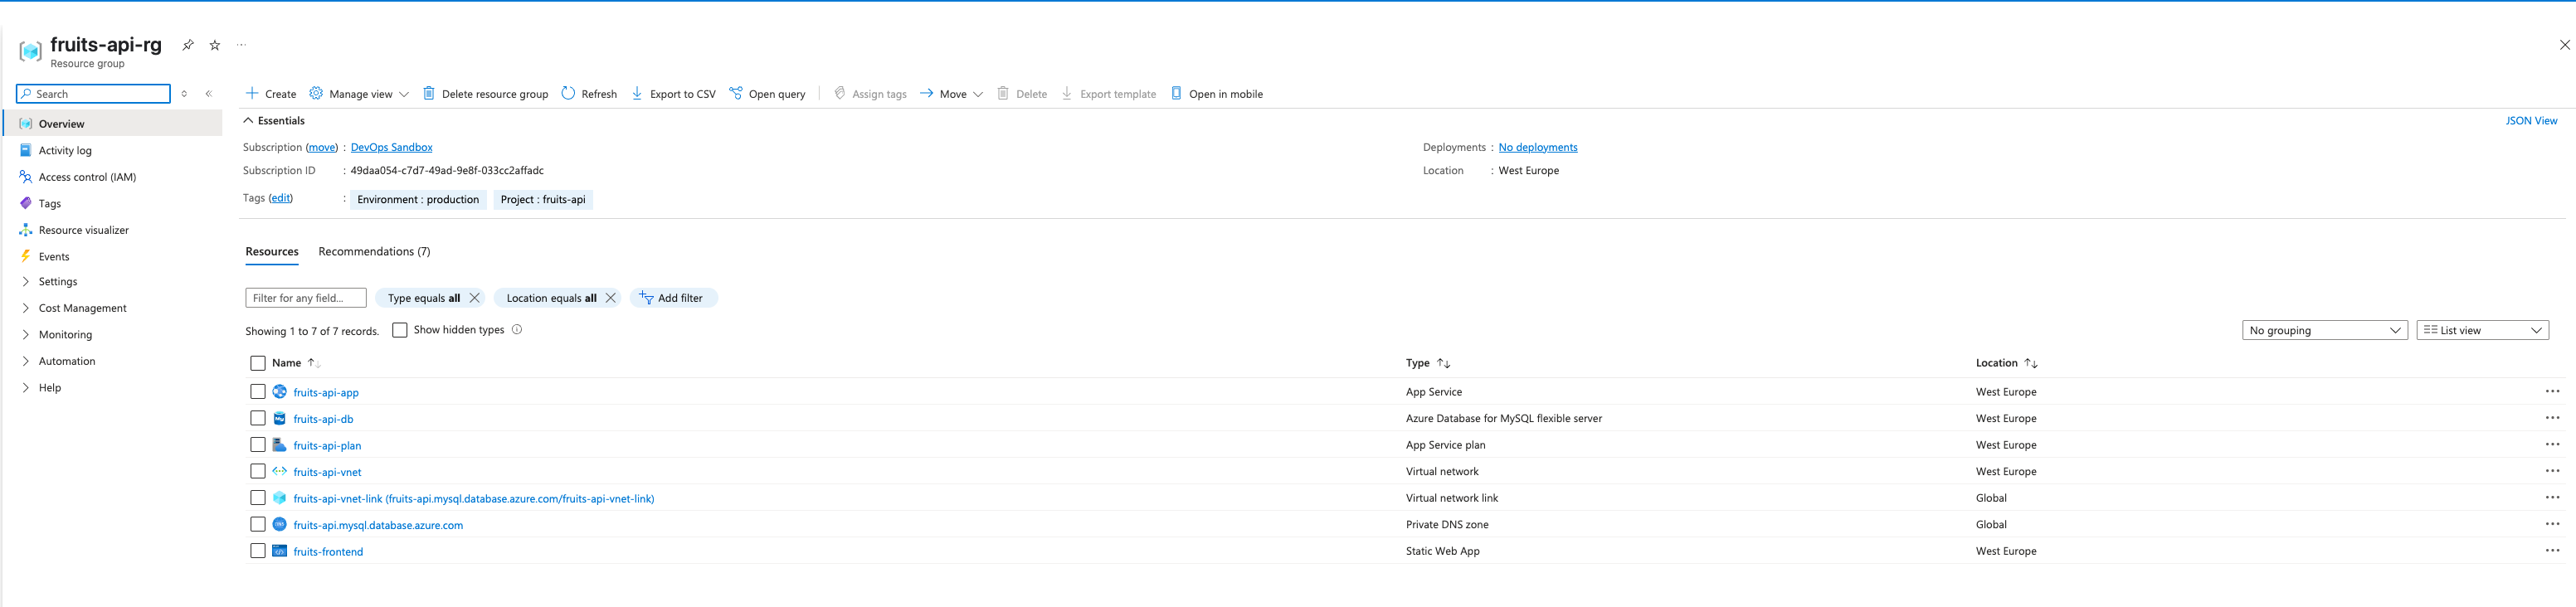 fruits-api-rg
Resource group
Search
Create Manage view Delete resource group Refresh Export to CSV Open query Assign tags Move Delete Export template Open in mobile
Overview
Activity log
Access control (IAM)
Tags
Resource visualizer
Events
Settings
Cost Management
Monitoring
Automation
Help
Essentials
JSON View
Subscription (move) : DevOps Sandbox
Deployments : No deployments
Subscription ID : 49daa054-c7d7-49ad-9e8f-033cc2affadc
Location : West Europe
Tags (edit) : Environment : production Project : fruits-api
Resources Recommendations (7)
Filter for any field... Type equals all Location equals all Add filter
Showing 1 to 7 of 7 records. Show hidden types
No grouping List view
Name Type Location
fruits-api-app App Service West Europe
fruits-api-db Azure Database for MySQL flexible server West Europe
fruits-api-plan App Service plan West Europe
fruits-api-vnet Virtual network West Europe
fruits-api-vnet-link (fruits-api.mysql.database.azure.com/fruits-api-vnet-link) Virtual network link Global
fruits-api.mysql.database.azure.com Private DNS zone Global
fruits-frontend Static Web App West Europe